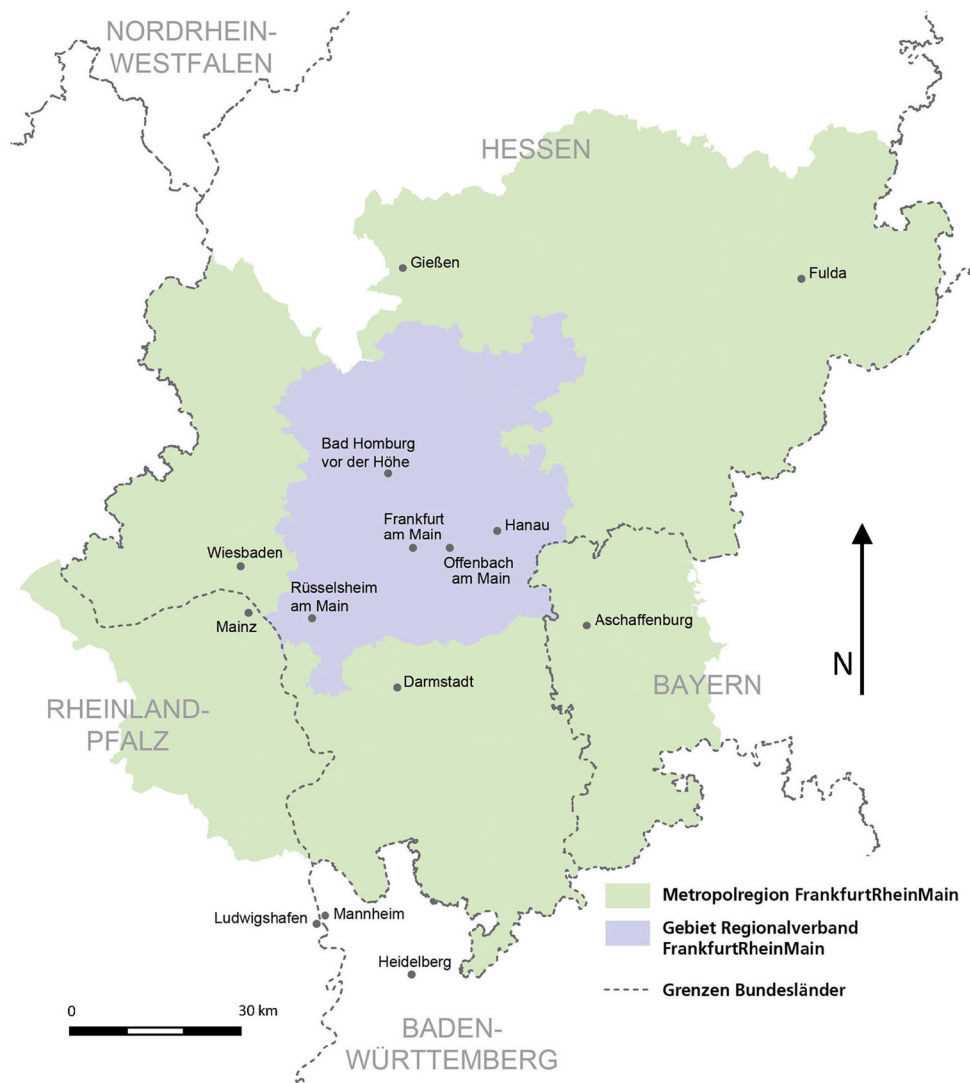 NORDRHEIN-
WESTFALEN
HESSEN
Gießen
Fulda
Bad Homburg
vor der Höhe
Frankfurt
am Main
Hanau
Offenbach
am Main
Wiesbaden
Rüsselsheim
am Main
Mainz
Aschaffenburg
N
Darmstadt
BAYERN
RHEINLAND-
PFALZ
Metropolregion FrankfurtRheinMain
Ludwigshafen
Mannheim
Gebiet Regionalverband
FrankfurtRheinMain
Heidelberg
Grenzen Bundesländer
0 30 km
BADEN-
WÜRTTEMBERG